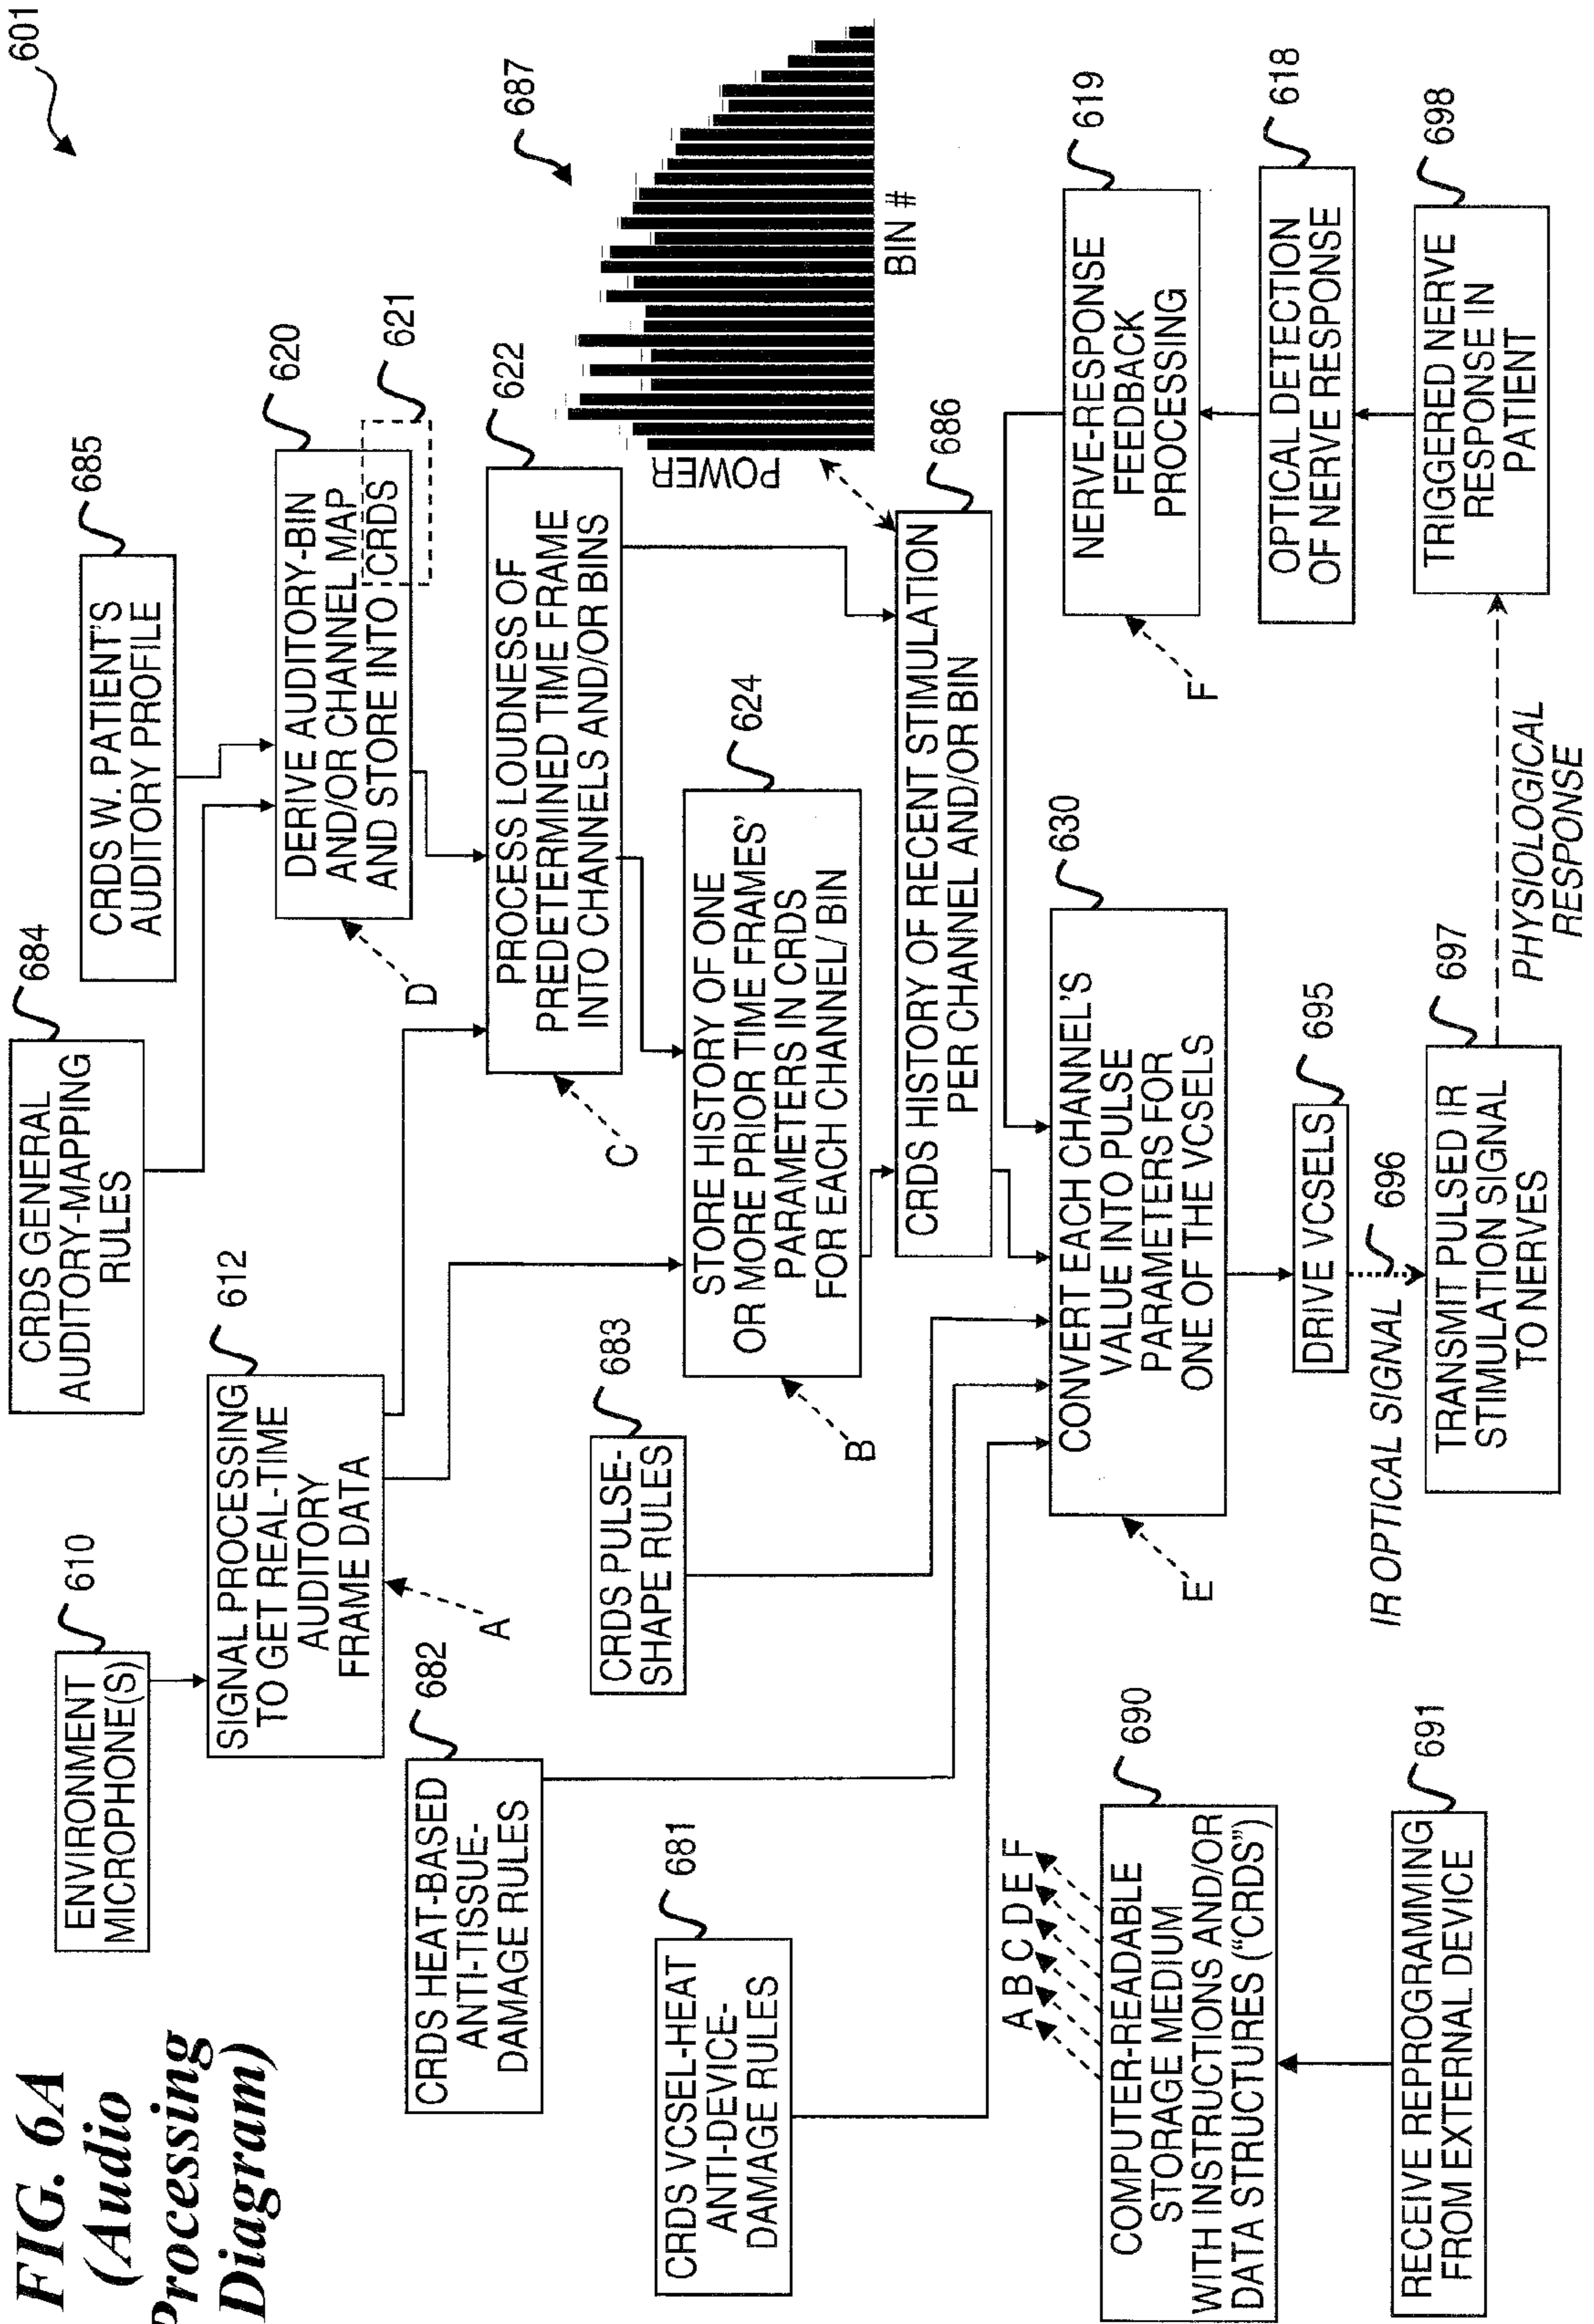 FIG. 6A
(Audio
Processing
Diagram)
601
ENVIRONMENT
MICROPHONE(S)
610
SIGNAL PROCESSING
TO GET REAL-TIME
AUDITORY
FRAME DATA
612
A
CRDS GENERAL
AUDITORY-MAPPING
RULES
684
CRDS W. PATIENT'S
AUDITORY PROFILE
685
DERIVE AUDITORY-BIN
AND/OR CHANNEL MAP
AND STORE INTO CRDS
620
621
D
PROCESS LOUDNESS OF
PREDETERMINED TIME FRAME
INTO CHANNELS AND/OR BINS
622
C
687
POWER
BIN #
CRDS HEAT-BASED
ANTI-TISSUE-
DAMAGE RULES
682
CRDS PULSE-
SHAPE RULES
683
STORE HISTORY OF ONE
OR MORE PRIOR TIME FRAMES'
PARAMETERS IN CRDS
FOR EACH CHANNEL/ BIN
624
B
CRDS VCSEL-HEAT
ANTI-DEVICE-
DAMAGE RULES
681
CRDS HISTORY OF RECENT STIMULATION
PER CHANNEL AND/OR BIN
686
CONVERT EACH CHANNEL'S
VALUE INTO PULSE
PARAMETERS FOR
ONE OF THE VCSELS
630
E
NERVE-RESPONSE
FEEDBACK
PROCESSING
619
F
A B C D E F
COMPUTER-READABLE
STORAGE MEDIUM
WITH INSTRUCTIONS AND/OR
DATA STRUCTURES ("CRDS")
690
DRIVE VCSELS
695
OPTICAL DETECTION
OF NERVE RESPONSE
618
IR OPTICAL SIGNAL
696
RECEIVE REPROGRAMMING
FROM EXTERNAL DEVICE
691
TRANSMIT PULSED IR
STIMULATION SIGNAL
TO NERVES
697
PHYSIOLOGICAL
RESPONSE
TRIGGERED NERVE
RESPONSE IN
PATIENT
698